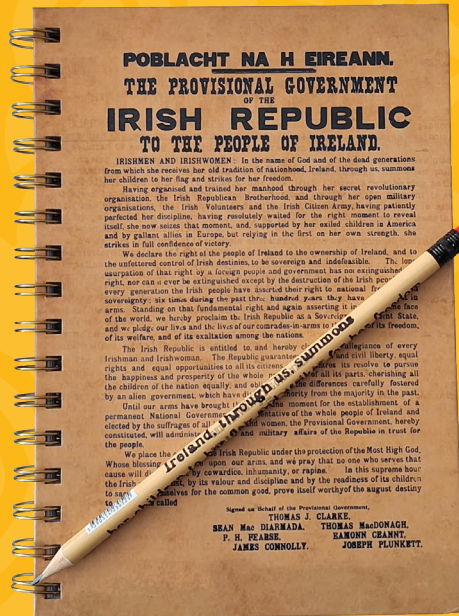 POBLACHT NA H EIREANN.
THE PROVISIONAL GOVERNMENT
OF THE
IRISH REPUBLIC
TO THE PEOPLE OF IRELAND.
IRISHMEN AND IRISHWOMEN: In the name of God and of the dead generations
from which she receives her old tradition of nationhood, Ireland, through us, summons
her children to her flag and strikes for her freedom.
Having organised and trained her manhood through her secret revolutionary
organisation, the Irish Republican Brotherhood, and through her open military
organisations, the Irish Volunteers and the Irish Citizen Army, having patiently
perfected her discipline, having resolutely waited for the right moment to reveal
itself, she now seizes that moment, and, supported by her exiled children in America
and by gallant allies in Europe, but relying in the first on her own strength, she
strikes in full confidence of victory.
We declare the right of the people of Ireland to the ownership of Ireland, and to
the unfettered control of Irish destinies, to be sovereign and indefeasible. The long
usurpation of that right by a foreign people and government has not extinguished
right, nor can it ever be extinguished except by the destruction of the Irish
every generation the Irish people have asserted their right to national
sovereignty; six times during the past three hundred years they have in
arms. Standing on that fundamental right and again asserting it in face
of the world, we hereby proclaim the Irish Republic as a Sovereign State,
and we pledge our lives and the lives of our comrades-in-arms to of its freedom,
of its welfare, and of its exaltation among the nations.
The Irish Republic is entitled to, and hereby allegiance of every
Irishman and Irishwoman. The Republic guarantees and civil liberty, equal
rights and equal opportunities to all its citizens its resolve to pursue
the happiness and prosperity of the whole of all its parts, cherishing all
the children of the nation equally, and the differences carefully fostered
by an alien government, which have from the majority in the past.
Until our arms have brought moment for the establishment of a
permanent National Government of the whole people of Ireland and
elected by the suffrages of all and women, the Provisional Government, hereby
constituted, will administer and military affairs of the Republic in trust for
the people.
We place the Irish Republic under the protection of the Most High God,
Whose blessing upon our arms, and we pray that no one who serves that
cause will by cowardice, inhumanity, or rapine. In this supreme hour
the Irish by its valour and discipline and by the readiness of its children
to for the common good, prove itself worthy of the august destiny
to called
Signed on Behalf of the Provisional Government,
THOMAS J. CLARKE,
SEAN Mac DIARMADA, THOMAS MacDONAGH,
P. H. PEARSE, EAMONN CEANNT,
JAMES CONNOLLY, JOSEPH PLUNKETT.
Ireland, through us, summons